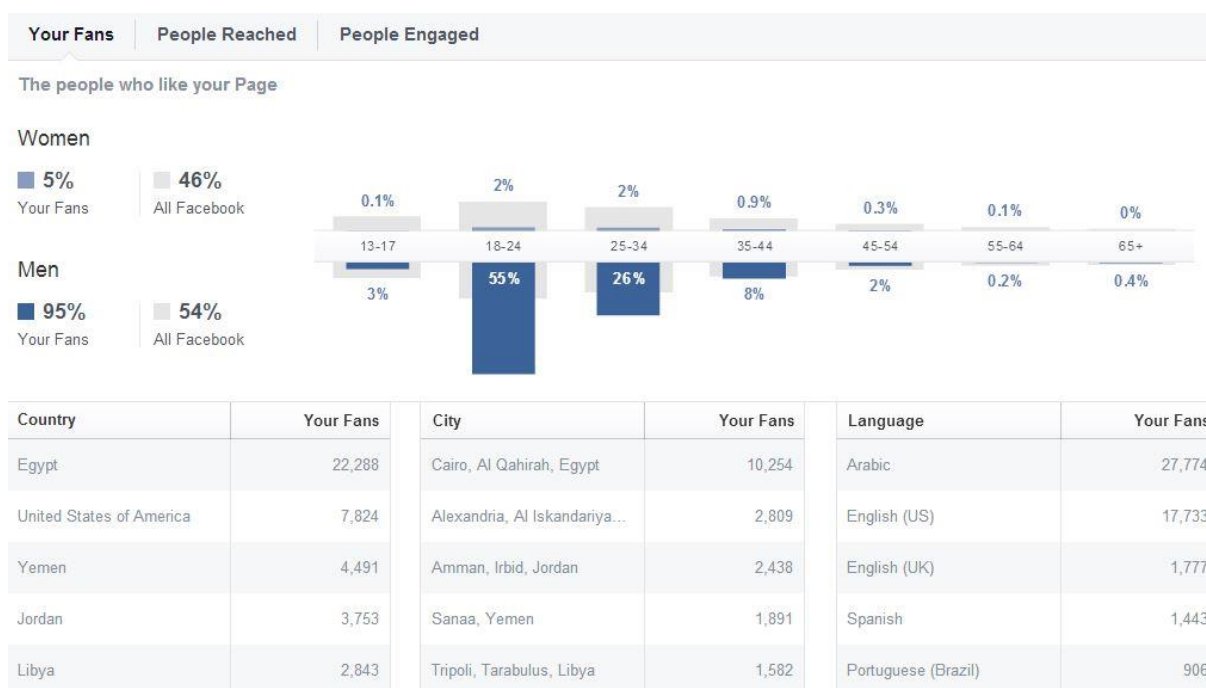 Your Fans People Reached People Engaged
The people who like your Page
Women
5% 46%
Your Fans All Facebook
0.1% 2% 2% 0.9% 0.3% 0.1% 0%
13-17 18-24 25-34 35-44 45-54 55-64 65+
Men
95% 54%
Your Fans All Facebook
3% 55% 26% 8% 2% 0.2% 0.4%
Country Your Fans City Your Fans Language Your Fans
Egypt 22,288 Cairo, Al Qahirah, Egypt 10,254 Arabic 27,774
United States of America 7,824 Alexandria, Al Iskandariya... 2,809 English (US) 17,733
Yemen 4,491 Amman, Irbid, Jordan 2,438 English (UK) 1,777
Jordan 3,753 Sanaa, Yemen 1,891 Spanish 1,443
Libya 2,843 Tripoli, Tarabulus, Libya 1,582 Portuguese (Brazil) 906